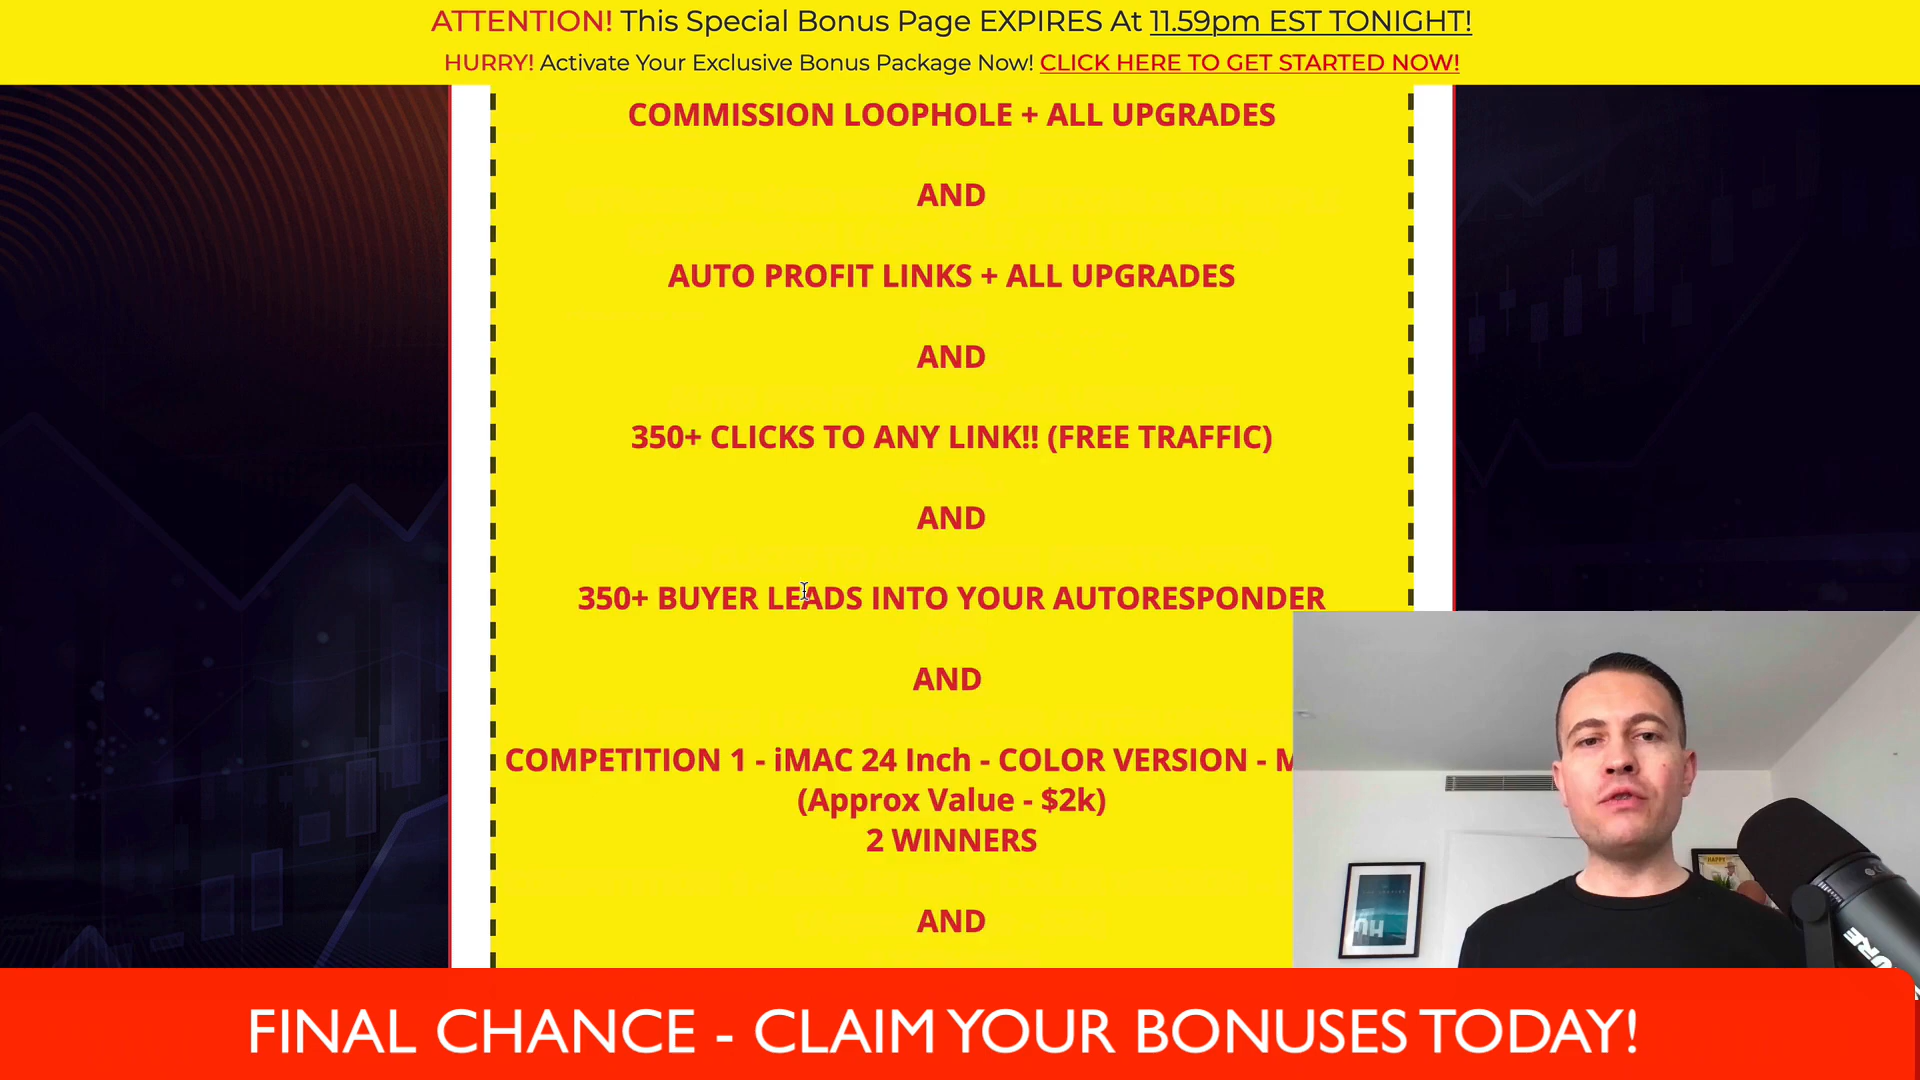 ATTENTION! This Special Bonus Page EXPIRES At 11.59pm EST TONIGHT!
HURRY! Activate Your Exclusive Bonus Package Now! CLICK HERE TO GET STARTED NOW!
COMMISSION LOOPHOLE + ALL UPGRADES
AND
AUTO PROFIT LINKS + ALL UPGRADES
AND
350+ CLICKS TO ANY LINK!! (FREE TRAFFIC)
AND
350+ BUYER LEADS INTO YOUR AUTORESPONDER
AND
COMPETITION 1 - iMAC 24 Inch - COLOR VERSION -
(Approx Value - $2k)
2 WINNERS
AND
HAPPY
FINAL CHANCE - CLAIM YOUR BONUSES TODAY!